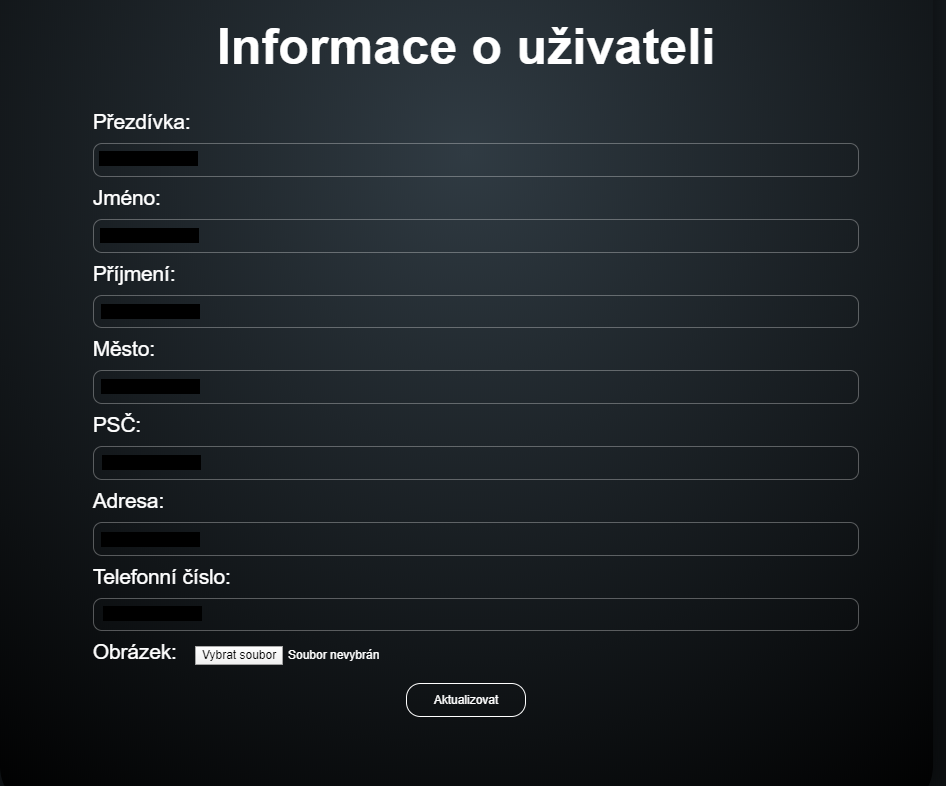 Informace o uživateli
Přezdívka:
Jméno:
Příjmení:
Město:
PSČ:
Adresa:
Telefonní číslo:
Obrázek: Vybrat soubor Soubor nevybrán
Aktualizovat